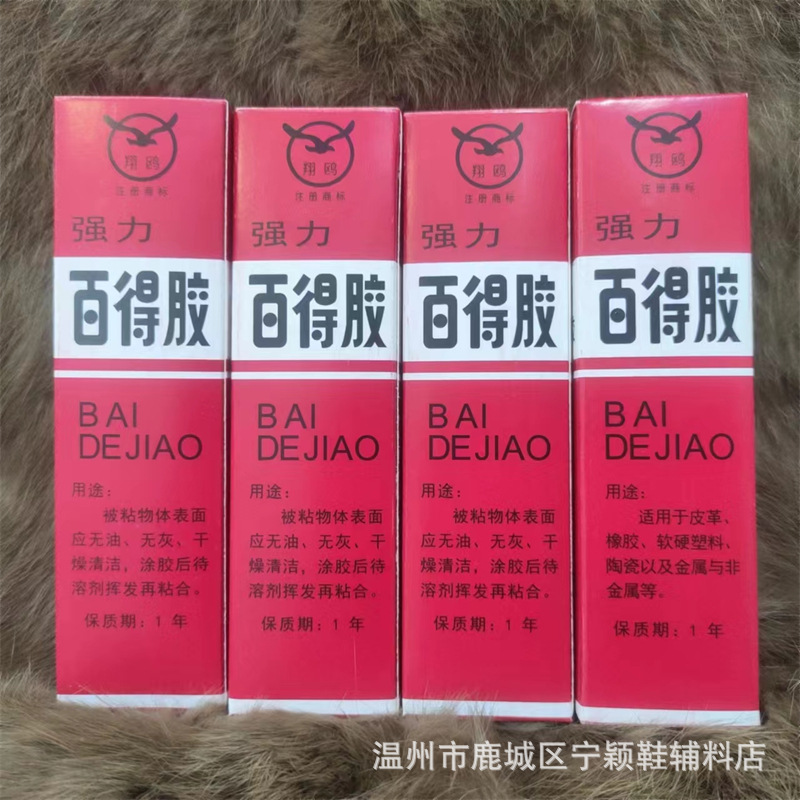 翔鸥
注册商标
强力
百得胶
BAI
DEJIAO
用途:
被粘物体表面
应无油、无灰、干
燥清洁，涂胶后待
溶剂挥发再粘合。
保质期:1年
翔鸥
注册商标
强力
百得胶
BAI
DEJIAO
用途:
被粘物体表面
应无油、无灰、干
燥清洁，涂胶后待
溶剂挥发再粘合。
保质期:1年
翔鸥
注册商标
强力
百得胶
BAI
DEJIAO
用途:
被粘物体表面
应无油、无灰、干
燥清洁，涂胶后待
溶剂挥发再粘合。
保质期:1年
翔鸥
注册商标
强力
百得胶
BAI
DEJIAO
用途:
适用于皮革、
橡胶、软硬塑料、
陶瓷以及金属与非
金属等。
保质期:1年
温州市鹿城区宁颖鞋辅料店